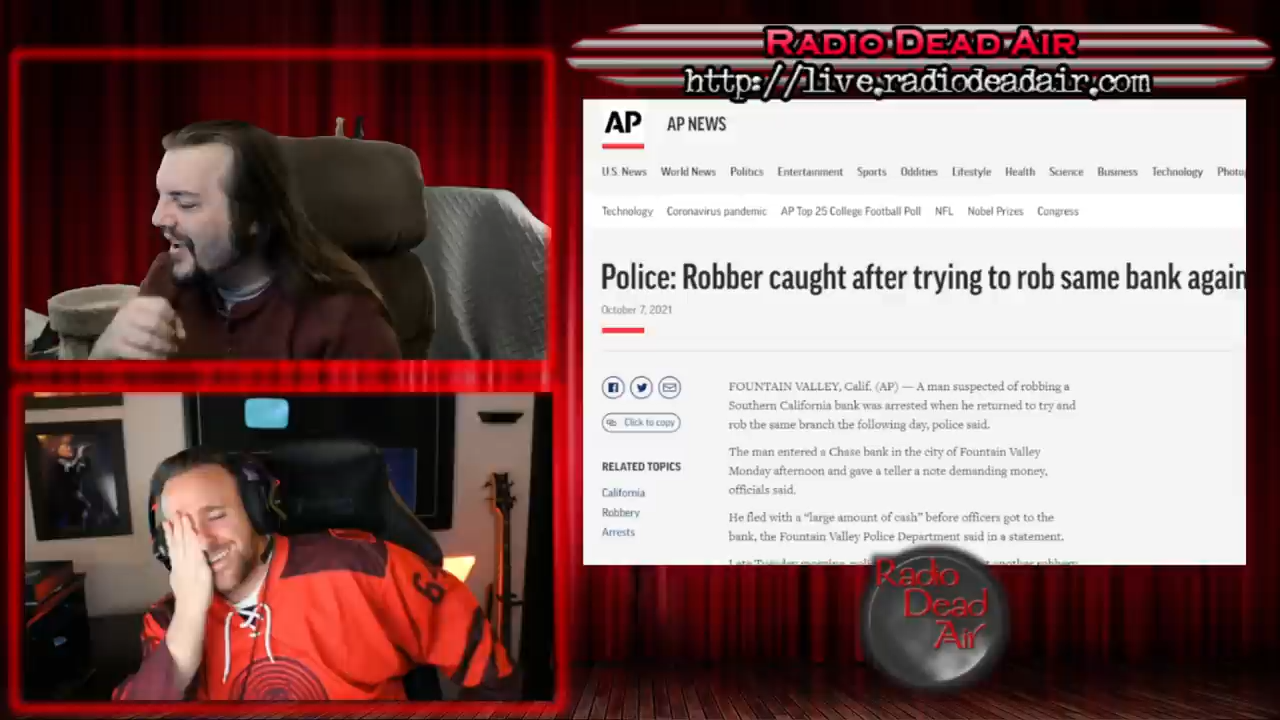 RADIO DEAD AIR
http://live.radiodeadair.com
AP
AP NEWS
U.S. News World News Politics Entertainment Sports Oddities Lifestyle Health Science Business Technology
Technology Coronavirus pandemic AP Top 25 College Football Poll NFL Nobel Prizes Congress
Police: Robber caught after trying to rob same bank again
October 7, 2021
FOUNTAIN VALLEY, Calif. (AP) — A man suspected of robbing a
Southern California bank was arrested when he returned to try and
rob the same branch the following day, police said.
Click to copy
The man entered a Chase bank in the city of Fountain Valley
Monday afternoon and gave a teller a note demanding money,
officials said.
RELATED TOPICS
California
Robbery
Arrests
He fled with a “large amount of cash” before officers got to the
bank, the Fountain Valley Police Department said in a statement.
Radio
Dead
Air